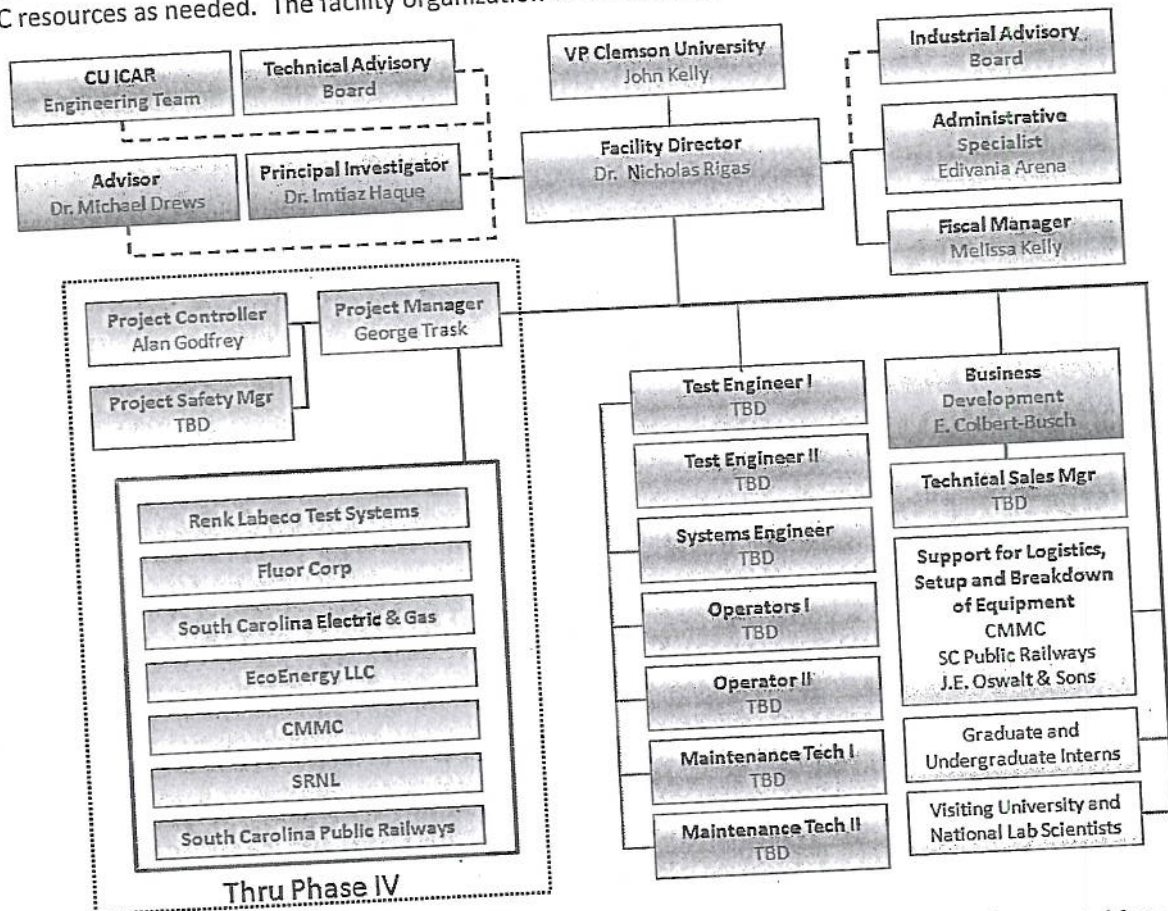 C resources as needed. The facility organization
CU ICAR
Engineering Team
Technical Advisory
Board
VP Clemson University
John Kelly
Industrial Advisory
Board
Advisor
Dr. Michael Drews
Principal Investigator
Dr. Imtiaz Haque
Facility Director
Dr. Nicholas Rigas
Administrative
Specialist
Edivania Arena
Fiscal Manager
Melissa Kelly
Project Controller
Alan Godfrey
Project Manager
George Trask
Project Safety Mgr
TBD
Renk Labeco Test Systems
Fluor Corp
South Carolina Electric & Gas
EcoEnergy LLC
CMMC
SRNL
South Carolina Public Railways
Thru Phase IV
Test Engineer I
TBD
Test Engineer II
TBD
Systems Engineer
TBD
Operators I
TBD
Operator II
TBD
Maintenance Tech I
TBD
Maintenance Tech II
TBD
Business
Development
E. Colbert-Busch
Technical Sales Mgr
TBD
Support for Logistics,
Setup and Breakdown
of Equipment
CMMC
SC Public Railways
J.E. Oswalt & Sons
Graduate and
Undergraduate Interns
Visiting University and
National Lab Scientists